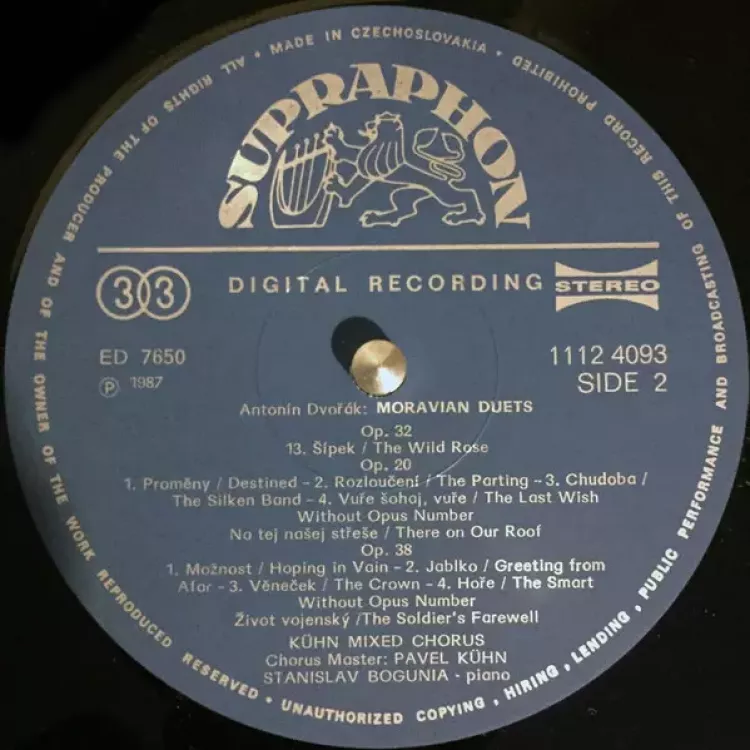 MADE IN CZECHOSLOVAKIA • ALL RIGHTS OF THE PRODUCER AND OF THE OWNER OF THE WORK REPRODUCED RESERVED • UNAUTHORIZED COPYING, HIRING, LENDING, PUBLIC PERFORMANCE AND BROADCASTING OF THIS RECORD PROHIBITED •
SUPRAPHON
33 DIGITAL RECORDING STEREO
ED 7650
1112 4093
℗ 1987
SIDE 2
Antonín Dvořák: MORAVIAN DUETS
Op. 32
13. Šípek / The Wild Rose
Op. 20
1. Proměny / Destined – 2. Rozloučení / The Parting – 3. Chudoba /
The Silken Band – 4. Vuře šohaj, vuře / The Last Wish
Without Opus Number
Na tej našej střeše / There on Our Roof
Op. 38
1. Možnost / Hoping in Vain – 2. Jablko / Greeting from
Afar – 3. Věneček / The Crown – 4. Hoře / The Smart
Without Opus Number
Život vojenský /The Soldier's Farewell
KÜHN MIXED CHORUS
Chorus Master: PAVEL KÜHN
STANISLAV BOGUNIA - piano